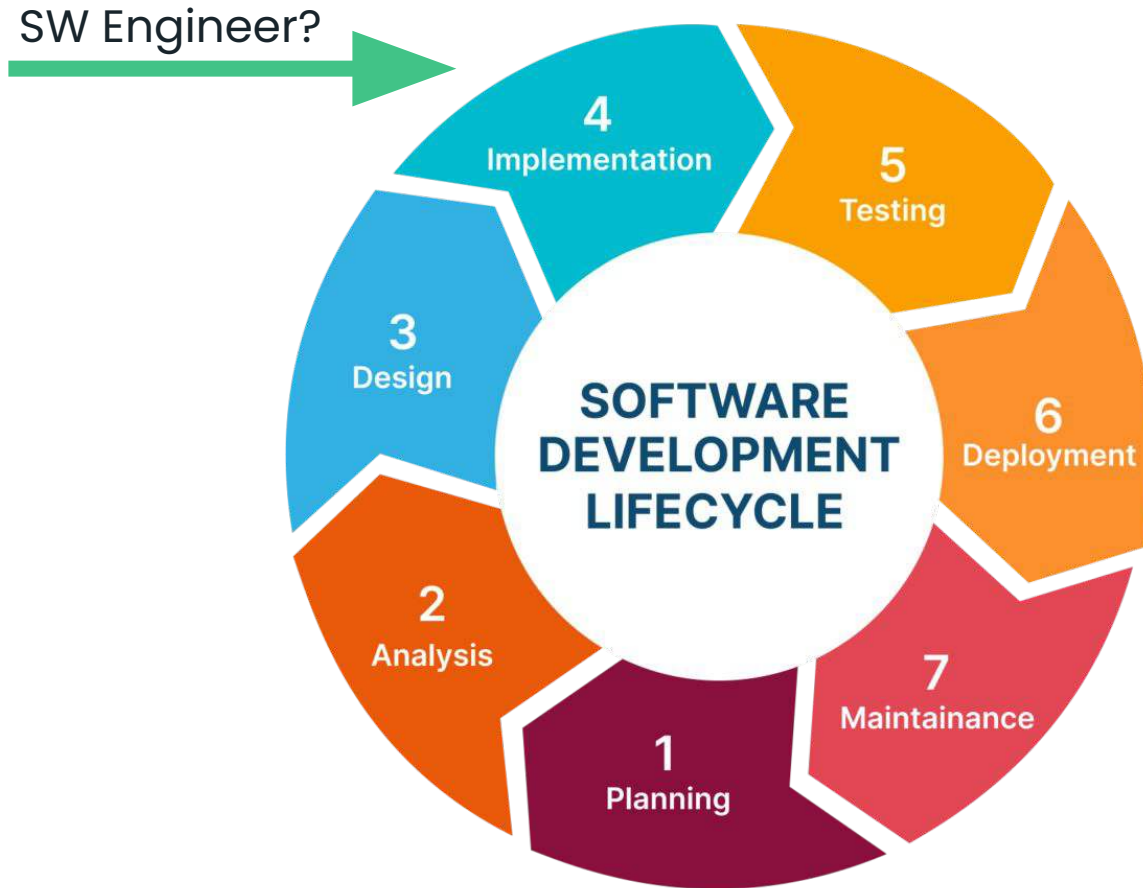 SW Engineer?
4
Implementation
5
Testing
3
Design
SOFTWARE
DEVELOPMENT
LIFECYCLE
6
Deployment
2
Analysis
7
Maintainance
1
Planning